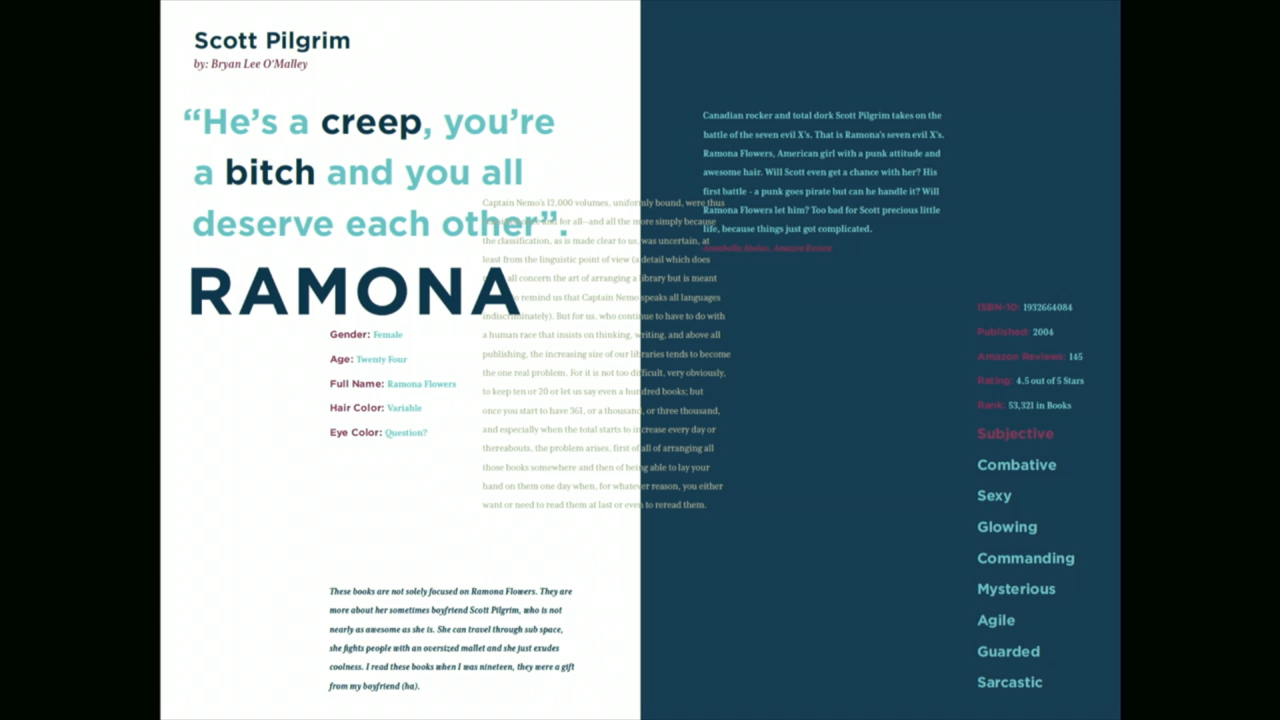 Scott Pilgrim
by: Bryan Lee O'Malley
“He’s a creep, you’re
a bitch and you all
deserve each other”.
RAMONA
Gender: Female
Age: Twenty Four
Full Name: Ramona Flowers
Hair Color: Variable
Eye Color: Question?
Captain Nemo's 12,000 volumes, uniformly bound, were thus
and for all—and all the more simply because
the classification, as is made clear to us, was uncertain, at
least from the linguistic point of view (a detail which does
all concern the art of arranging a library but is meant
remind us that Captain Nemo speaks all languages
indiscriminately). But for us, who continue to have to do with
a human race that insists on thinking, writing, and above all
publishing, the increasing size of our libraries tends to become
the one real problem. For it is not too difficult, very obviously,
to keep ten or 20 or let us say even a hundred books; but
once you start to have 361, or a thousand, or three thousand,
and especially when the total starts to increase every day or
thereabouts, the problem arises, first of all of arranging all
those books somewhere and then of being able to lay your
hand on them one day when, for whatever reason, you either
want or need to read them at last or even to reread them.
These books are not solely focused on Ramona Flowers. They are
more about her sometimes boyfriend Scott Pilgrim, who is not
nearly as awesome as she is. She can travel through sub space,
she fights people with an oversized mallet and she just exudes
coolness. I read these books when I was nineteen, they were a gift
from my boyfriend (ha).
Canadian rocker and total dork Scott Pilgrim takes on the
battle of the seven evil X's. That is Ramona's seven evil X's.
Ramona Flowers, American girl with a punk attitude and
awesome hair. Will Scott even get a chance with her? His
first battle - a punk goes pirate but can he handle it? Will
Ramona Flowers let him? Too bad for Scott precious little
life, because things just got complicated.
Amazon Review
ISBN-10: 1932664084
Published: 2004
Amazon Reviews: 145
Rating: 4.5 out of 5 Stars
Rank: 53,321 in Books
Subjective
Combative
Sexy
Glowing
Commanding
Mysterious
Agile
Guarded
Sarcastic